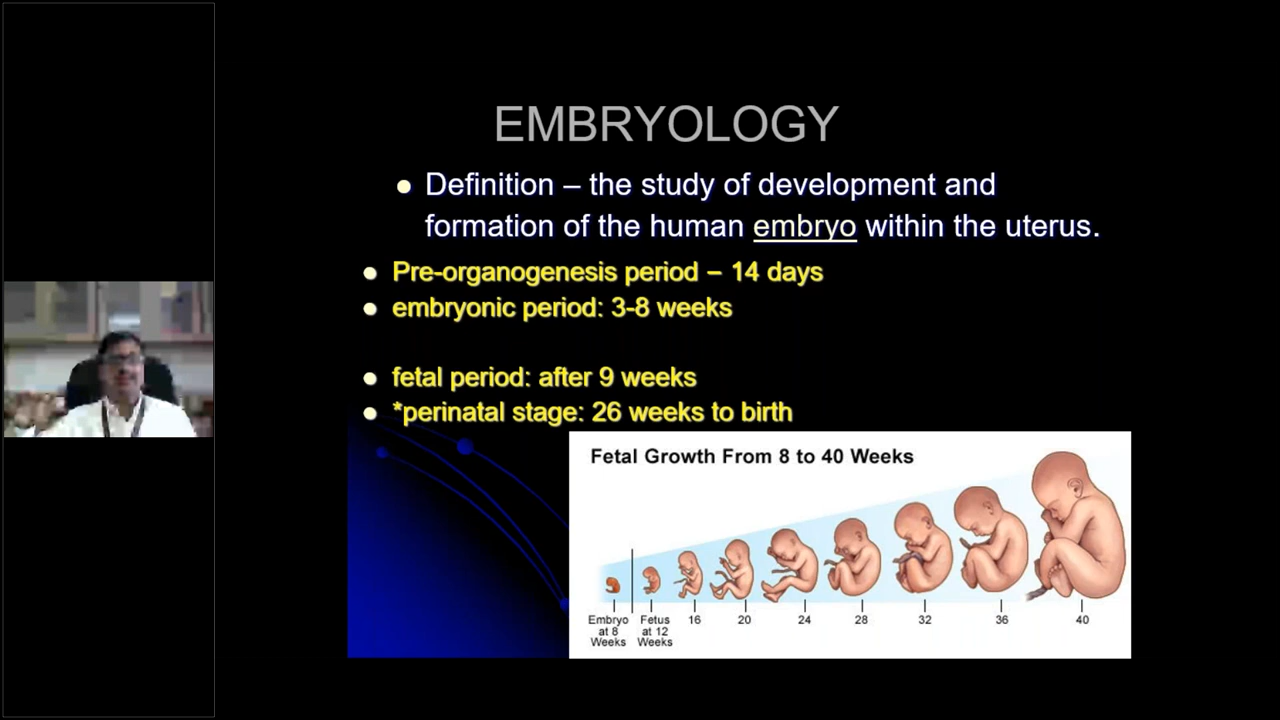 EMBRYOLOGY
Definition – the study of development and
formation of the human embryo within the uterus.
Pre-organogenesis period – 14 days
embryonic period: 3-8 weeks
fetal period: after 9 weeks
*perinatal stage: 26 weeks to birth
Fetal Growth From 8 to 40 Weeks
Embryo
at 8
Weeks
Fetus
at 12
Weeks
16
20
24
28
32
36
40